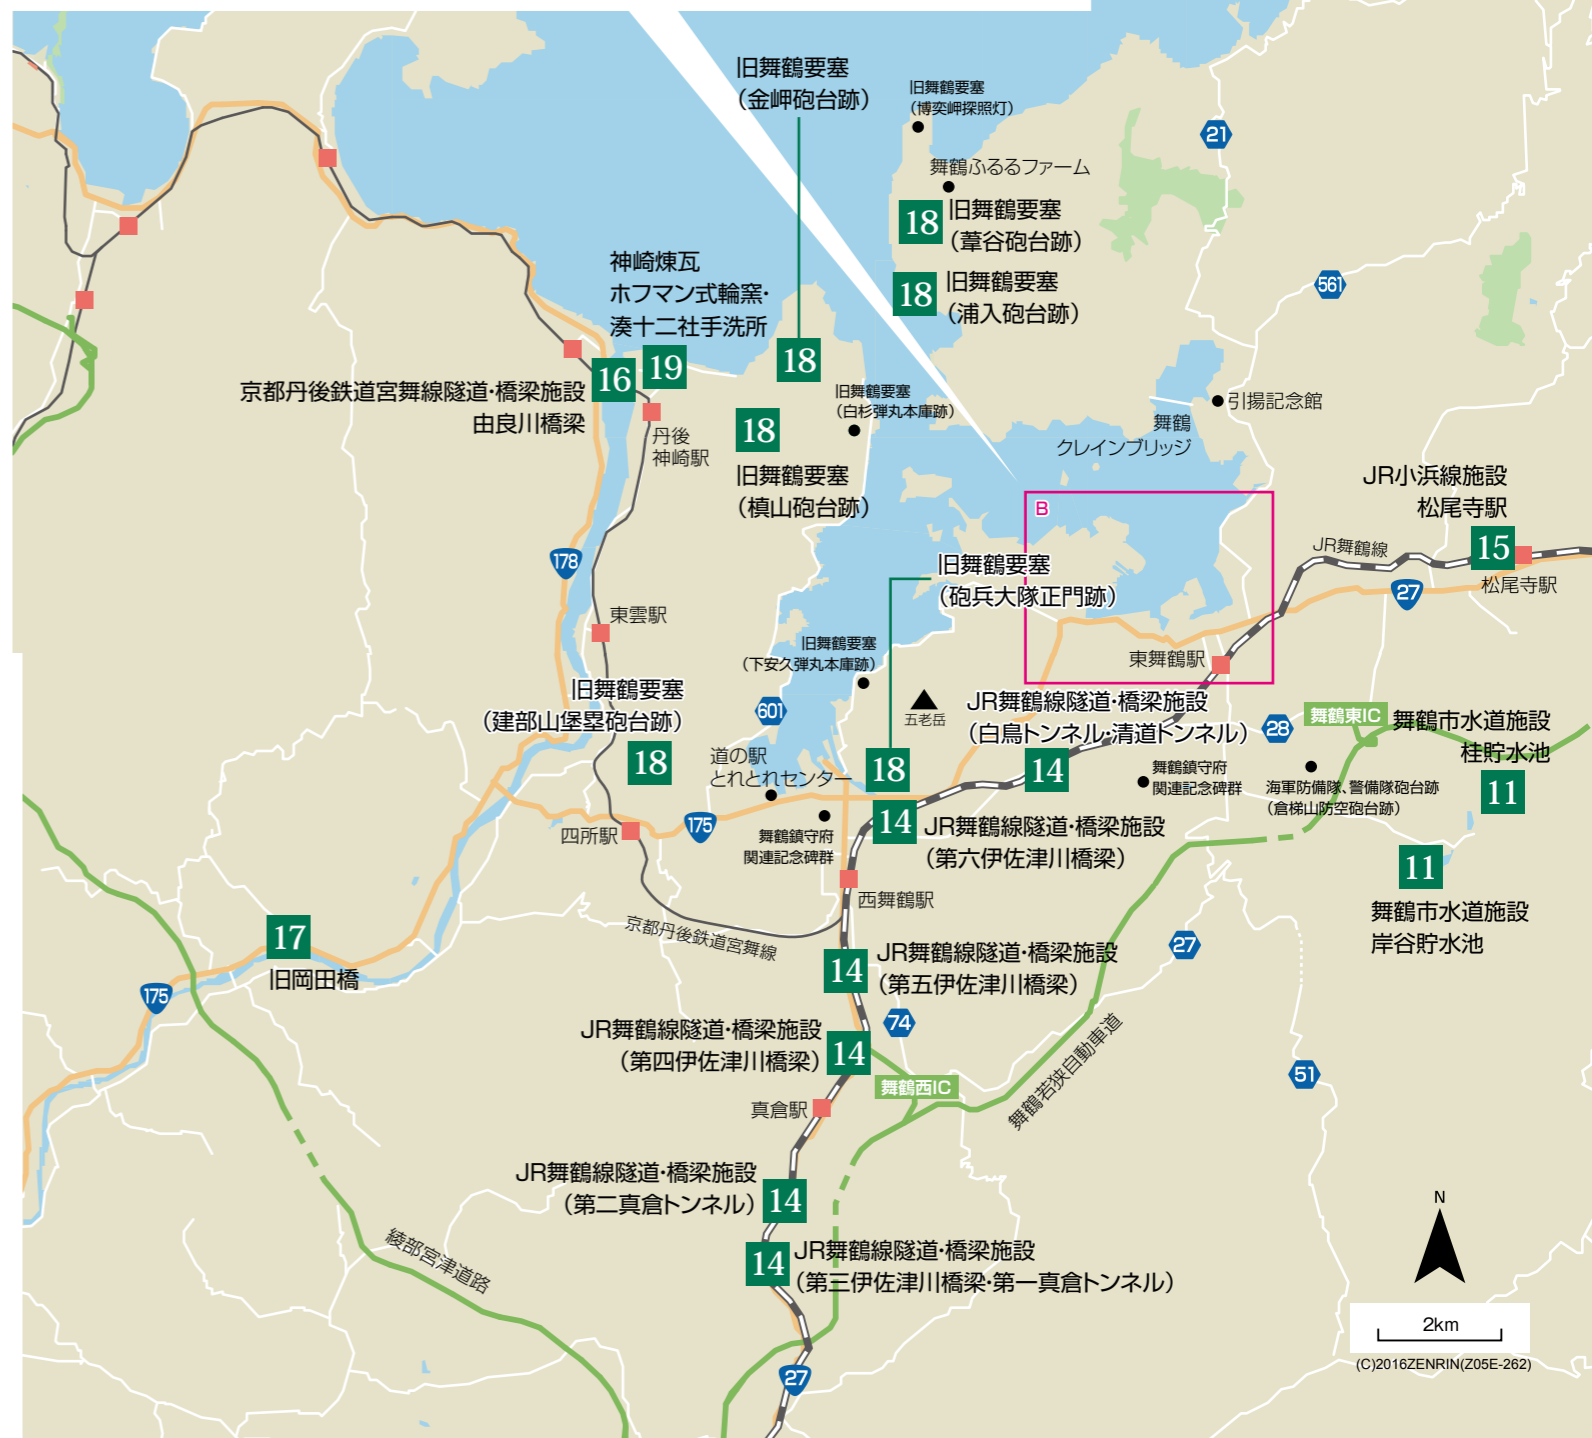 旧舞鶴要塞
（金岬砲台跡）
旧舞鶴要塞
（博奕岬探照灯）
21
舞鶴ふるるファーム
18
旧舞鶴要塞
（葦谷砲台跡）
神崎煉瓦
ホフマン式輪窯・
湊十二社手洗所
18
旧舞鶴要塞
（浦入砲台跡）
561
16
19
18
京都丹後鉄道宮舞線隧道・橋梁施設
由良川橋梁
旧舞鶴要塞
（白杉弾丸本庫跡）
引揚記念館
丹後
神崎駅
18
舞鶴
クレインブリッジ
旧舞鶴要塞
（槙山砲台跡）
JR小浜線施設
松尾寺駅
B
15
JR舞鶴線
178
旧舞鶴要塞
（砲兵大隊正門跡）
松尾寺駅
27
東雲駅
旧舞鶴要塞
（下安久弾丸本庫跡）
東舞鶴駅
旧舞鶴要塞
（建部山堡塁砲台跡）
601
五老岳
JR舞鶴線隧道・橋梁施設
（白鳥トンネル・清道トンネル）
28
舞鶴東IC
舞鶴市水道施設
桂貯水池
18
道の駅
とれとれセンター
18
14
舞鶴鎮守府
関連記念碑群
海軍防備隊、警備隊砲台跡
（倉梯山防空砲台跡）
11
四所駅
175
舞鶴鎮守府
関連記念碑群
14
JR舞鶴線隧道・橋梁施設
（第六伊佐津川橋梁）
11
西舞鶴駅
舞鶴市水道施設
岸谷貯水池
17
旧岡田橋
京都丹後鉄道宮舞線
14
JR舞鶴線隧道・橋梁施設
（第五伊佐津川橋梁）
27
175
JR舞鶴線隧道・橋梁施設
（第四伊佐津川橋梁）
14
74
舞鶴西IC
舞鶴若狭自動車道
51
真倉駅
JR舞鶴線隧道・橋梁施設
（第二真倉トンネル）
14
綾部宮津道路
14
JR舞鶴線隧道・橋梁施設
（第三伊佐津川橋梁・第一真倉トンネル）
N
2km
(C)2016ZENRIN(Z05E-262)
27